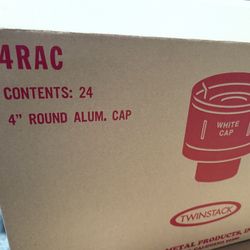 4RAC
CONTENTS: 24
4" ROUND ALUM. CAP
WHITE
CAP
TWINSTACK
METAL PRODUCTS,